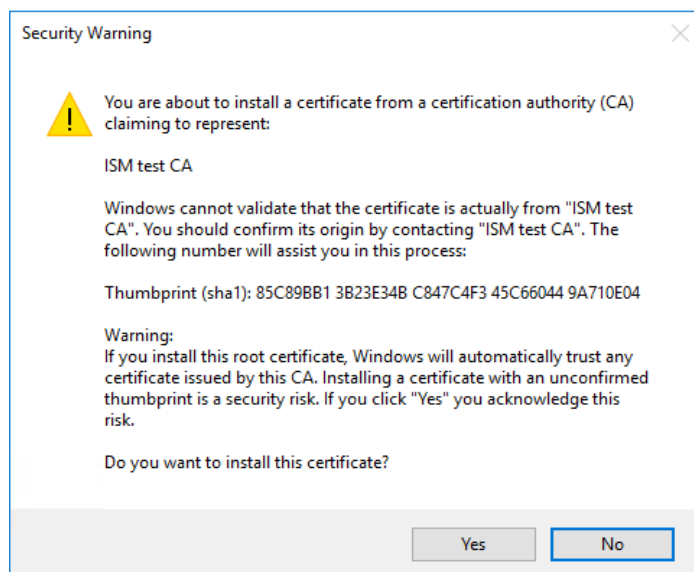 Security Warning
You are about to install a certificate from a certification authority (CA)
claiming to represent:
ISM test CA
Windows cannot validate that the certificate is actually from "ISM test
CA". You should confirm its origin by contacting "ISM test CA". The
following number will assist you in this process:
Thumbprint (sha1): 85C89BB1 3B23E34B C847C4F3 45C66044 9A710E04
Warning:
If you install this root certificate, Windows will automatically trust any
certificate issued by this CA. Installing a certificate with an unconfirmed
thumbprint is a security risk. If you click "Yes" you acknowledge this
risk.
Do you want to install this certificate?
Yes No